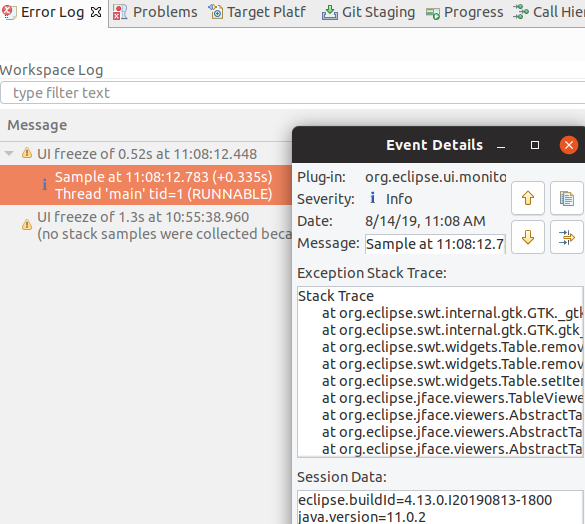 Error Log
Problems
Target Platf
Git Staging
Progress
Call Hier
Workspace Log
type filter text
Message
UI freeze of 0.52s at 11:08:12.448
Sample at 11:08:12.783 (+0.335s)
Thread 'main' tid=1 (RUNNABLE)
UI freeze of 1.3s at 10:55:38.960
(no stack samples were collected beca
Event Details
Plug-in: org.eclipse.ui.monito
Severity: Info
Date: 8/14/19, 11:08 AM
Message: Sample at 11:08:12.7
Exception Stack Trace:
Stack Trace
at org.eclipse.swt.internal.gtk.GTK._gtk
at org.eclipse.swt.internal.gtk.GTK.gtk_
at org.eclipse.swt.widgets.Table.remov
at org.eclipse.swt.widgets.Table.remov
at org.eclipse.swt.widgets.Table.setIter
at org.eclipse.jface.viewers.TableViewe
at org.eclipse.jface.viewers.AbstractTa
at org.eclipse.jface.viewers.AbstractTa
at org.eclipse.jface.viewers.AbstractTa
Session Data:
eclipse.buildId=4.13.0.I20190813-1800
java.version=11.0.2